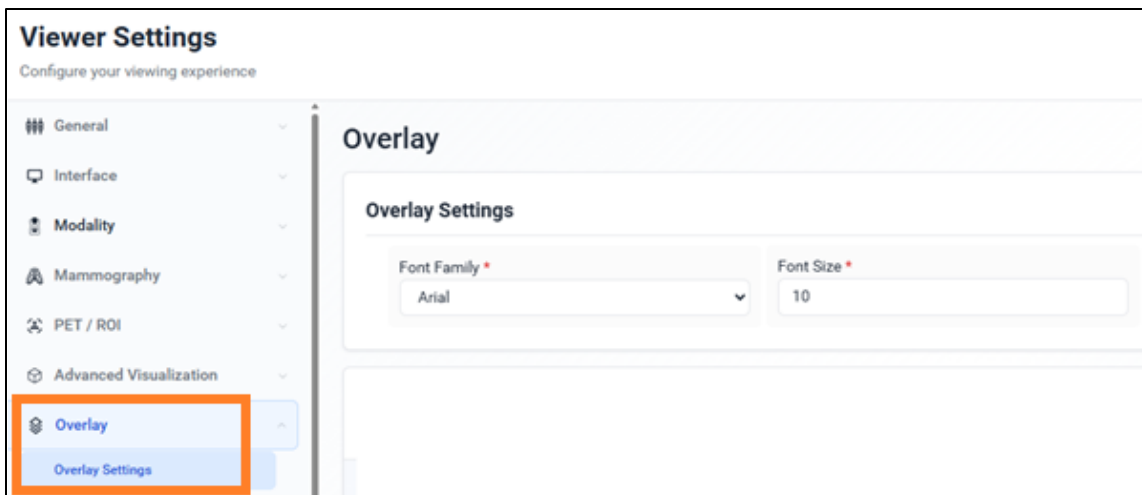 Viewer Settings
Configure your viewing experience
General
Interface
Modality
Mammography
PET / ROI
Advanced Visualization
Overlay
Overlay Settings
Overlay
Overlay Settings
Font Family *
Arial
Font Size *
10